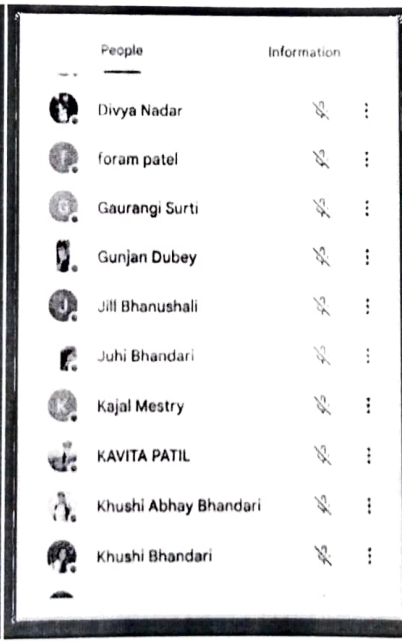 People Information
Divya Nadar
foram patel
Gaurangi Surti
Gunjan Dubey
Jill Bhanushali
Juhi Bhandari
Kajal Mestry
KAVITA PATIL
Khushi Abhay Bhandari
Khushi Bhandari